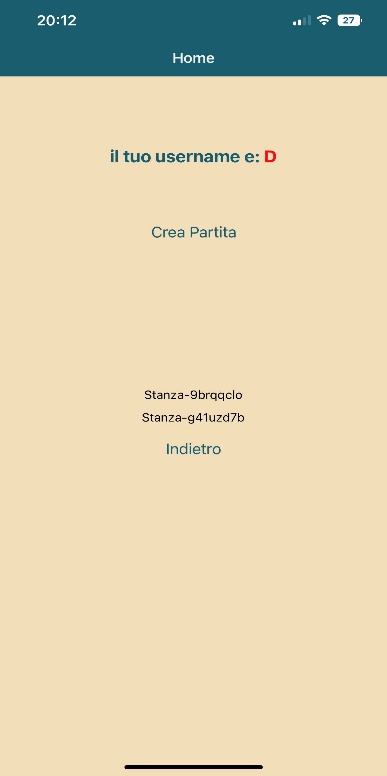 20:12
27
Home
il tuo username e: D
Crea Partita
Stanza-9brqqclo
Stanza-g41uzd7b
Indietro